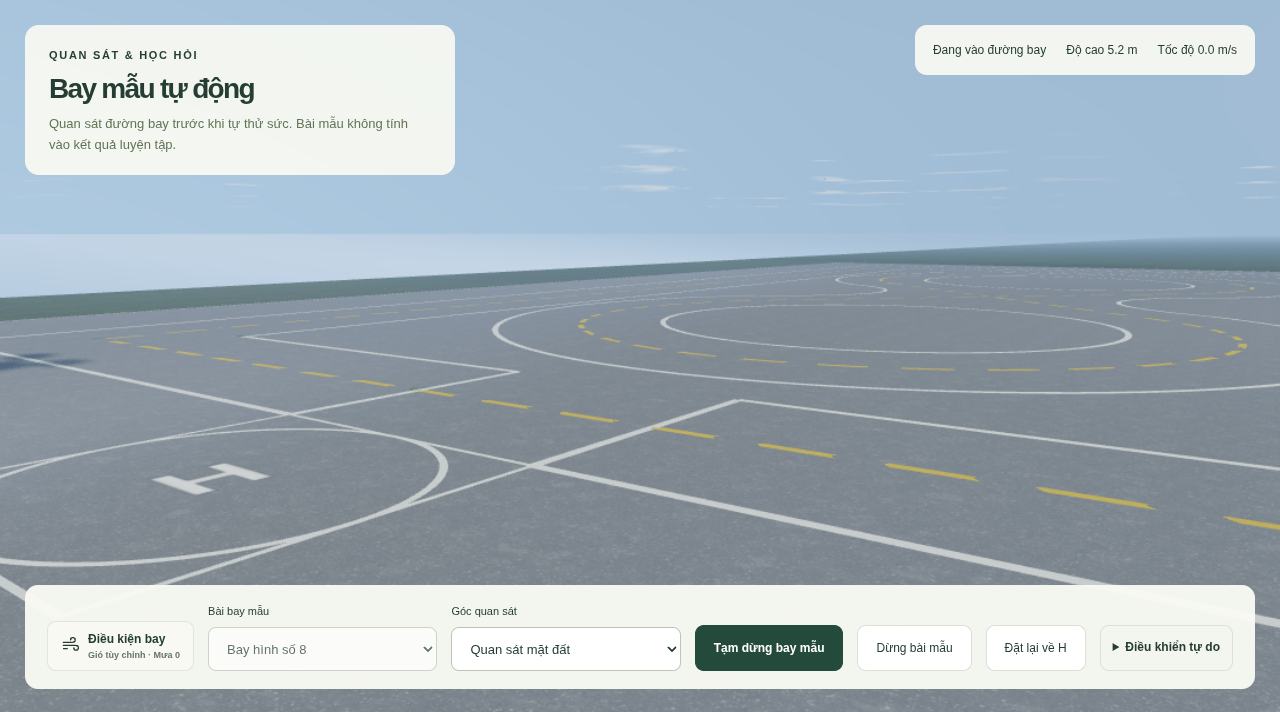 QUAN SÁT & HỌC HỎI
Bay mẫu tự động
Quan sát đường bay trước khi tự thử sức. Bài mẫu không tính
vào kết quả luyện tập.
Đang vào đường bay Độ cao 5.2 m Tốc độ 0.0 m/s
H
Điều kiện bay
Gió tùy chỉnh · Mưa 0
Bài bay mẫu
Bay hình số 8
Góc quan sát
Quan sát mặt đất
Tạm dừng bay mẫu
Dừng bài mẫu
Đặt lại về H
Điều khiển tự do